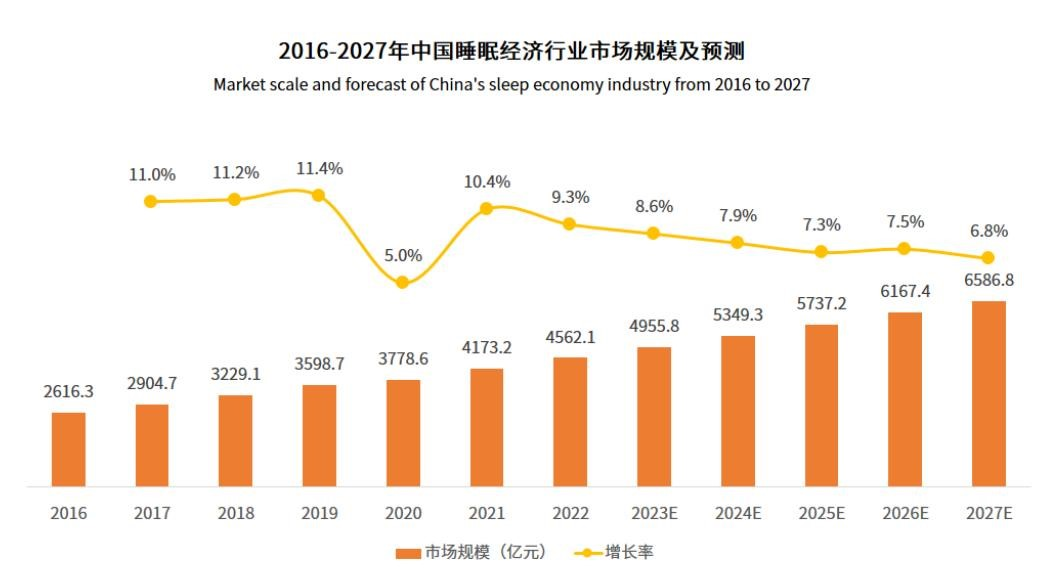 2016-2027年中国睡眠经济行业市场规模及预测
Market scale and forecast of China's sleep economy industry from 2016 to 2027
11.0% 11.2% 11.4% 5.0% 10.4% 9.3% 8.6% 7.9% 7.3% 7.5% 6.8%
2616.3 2904.7 3229.1 3598.7 3778.6 4173.2 4562.1 4955.8 5349.3 5737.2 6167.4 6586.8
2016 2017 2018 2019 2020 2021 2022 2023E 2024E 2025E 2026E 2027E
市场规模（亿元） 增长率